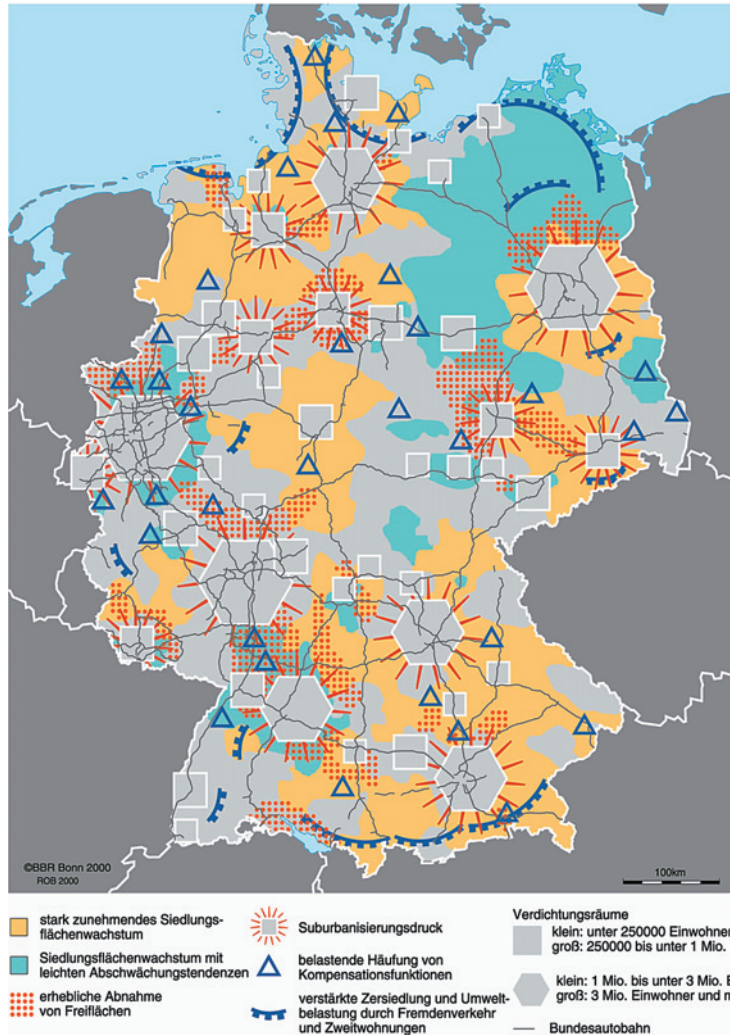 ©BBR Bonn 2000
ROB 2000
100km
stark zunehmendes Siedlungs-
flächenwachstum
Siedlungsflächenwachstum mit
leichten Abschwächungstendenzen
erhebliche Abnahme
von Freiflächen
Suburbanisierungsdruck
belastende Häufung von
Kompensationsfunktionen
verstärkte Zersiedlung und Umwelt-
belastung durch Fremdenverkehr
und Zweitwohnungen
Verdichtungsräume
klein: unter 250000 Einwohner
groß: 250000 bis unter 1 Mio.
klein: 1 Mio. bis unter 3 Mio. E
groß: 3 Mio. Einwohner und m
Bundesautobahn